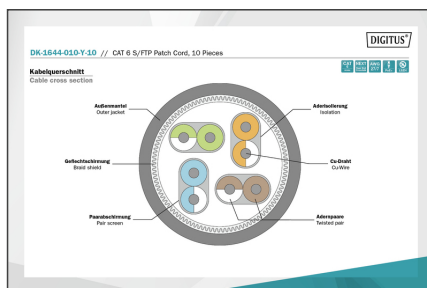 DIGITUS®
DK-1644-010-Y-10 // CAT 6 S/FTP Patch Cord, 10 Pieces
Kabelquerschnitt
Cable cross section
Außenmantel
Outer jacket
Aderisolierung
Isolation
Geflechtschirmung
Braid shield
Cu-Draht
Cu-Wire
Paarabschirmung
Pair screen
Adernpaare
Twisted pair